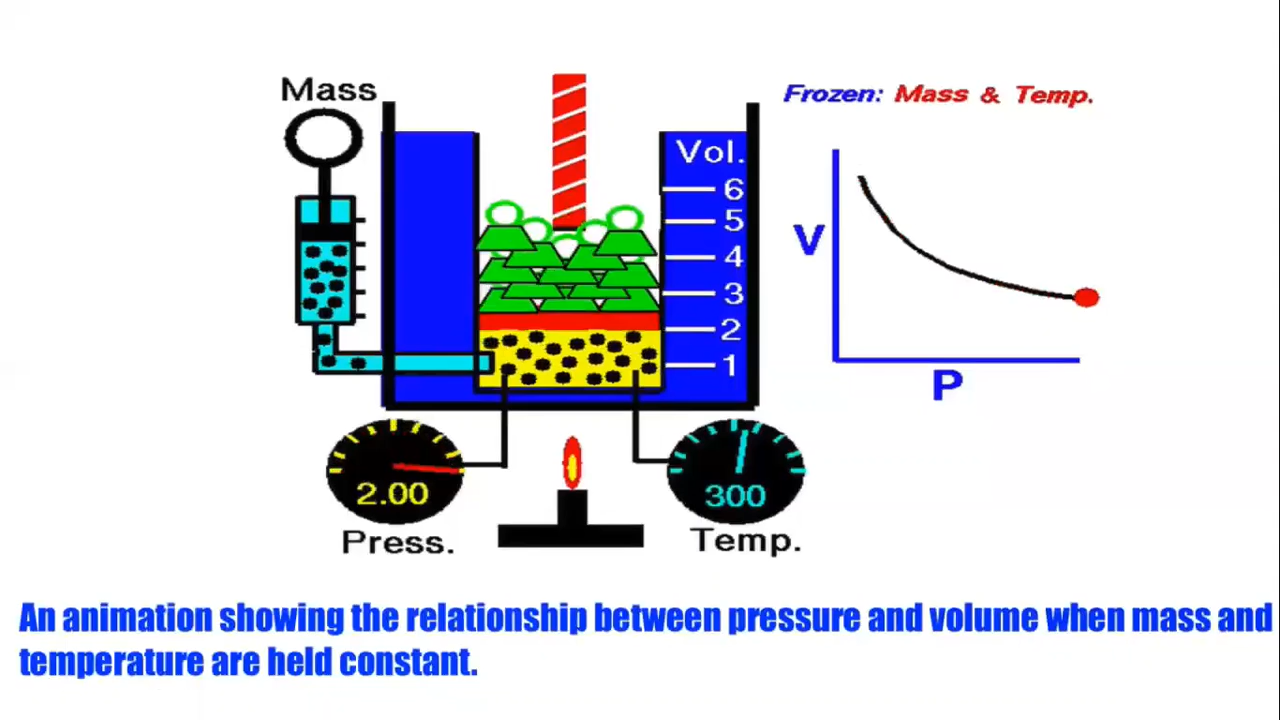 Mass
Frozen: Mass & Temp.
Vol.
6
5
4
3
2
1
V
P
2.00
300
Press.
Temp.
An animation showing the relationship between pressure and volume when mass and
temperature are held constant.